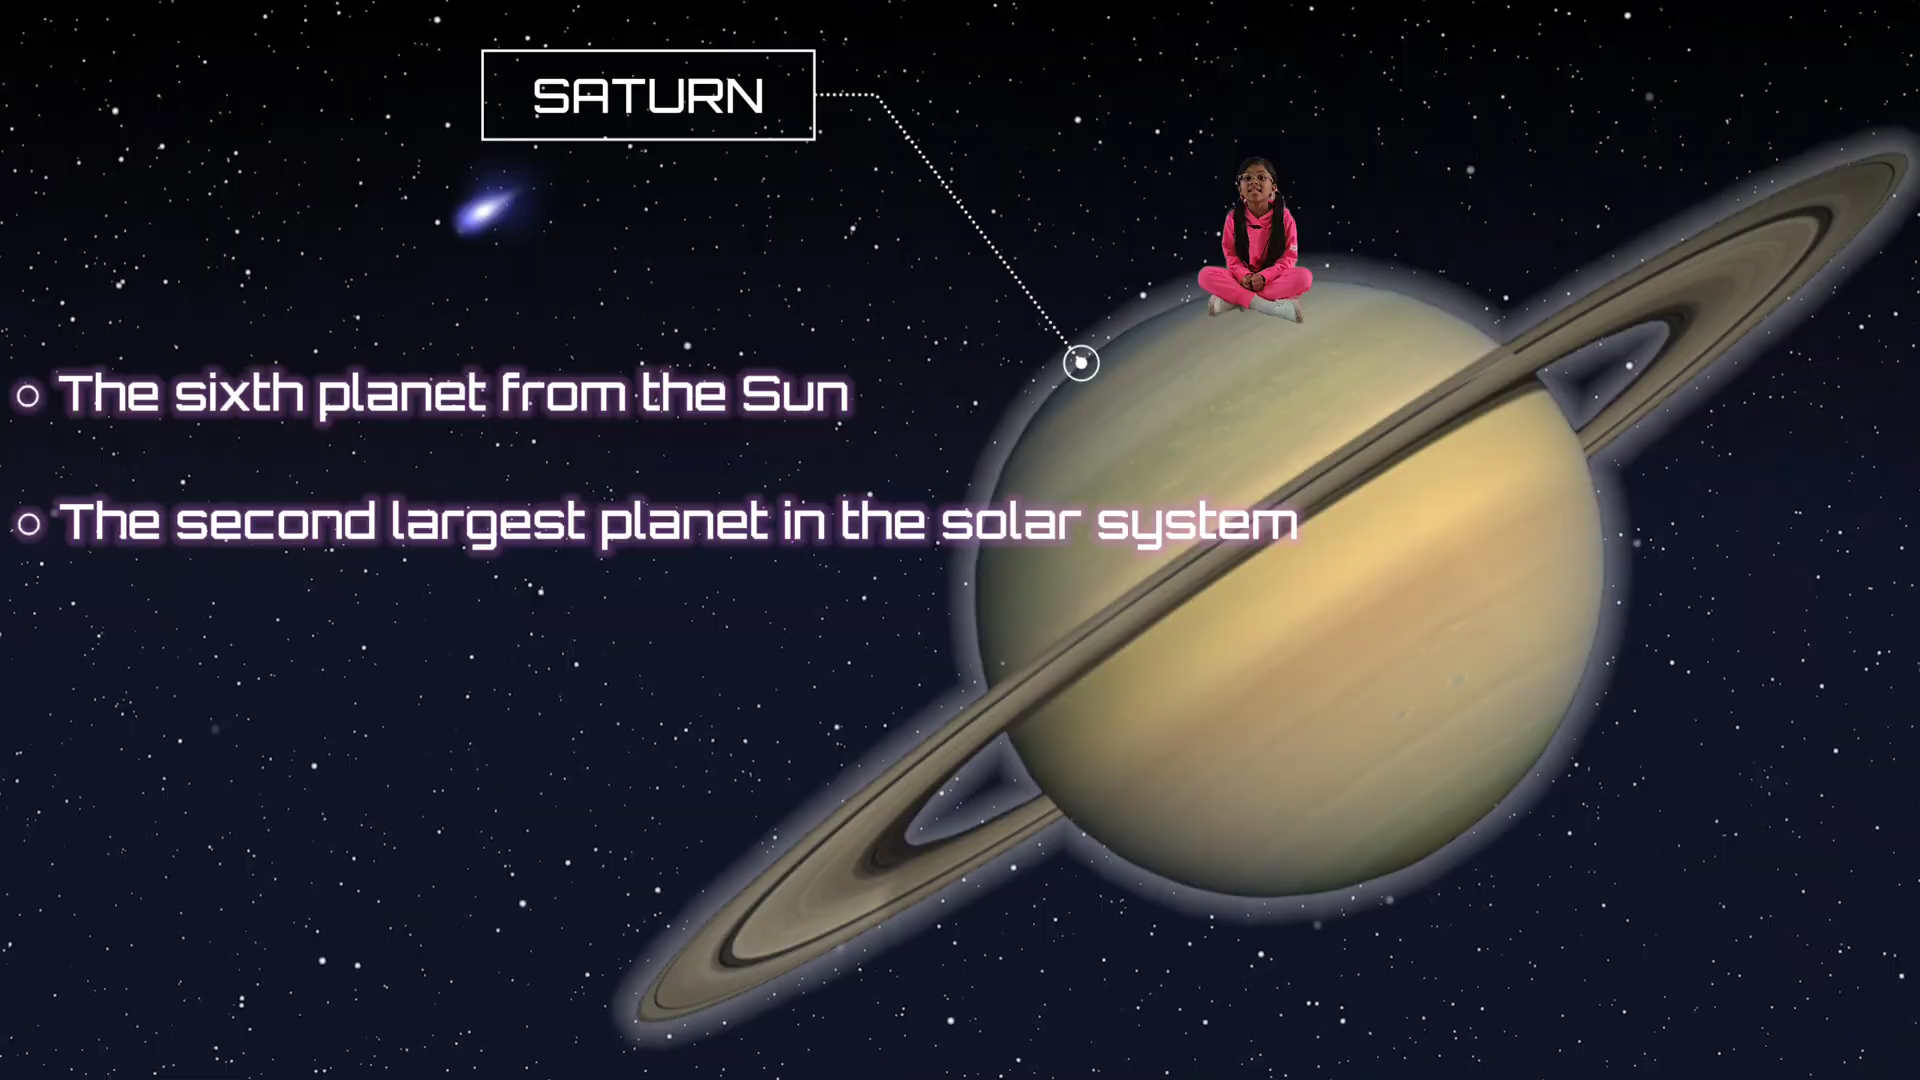 SATURN
The sixth planet from the Sun
The second largest planet in the solar system